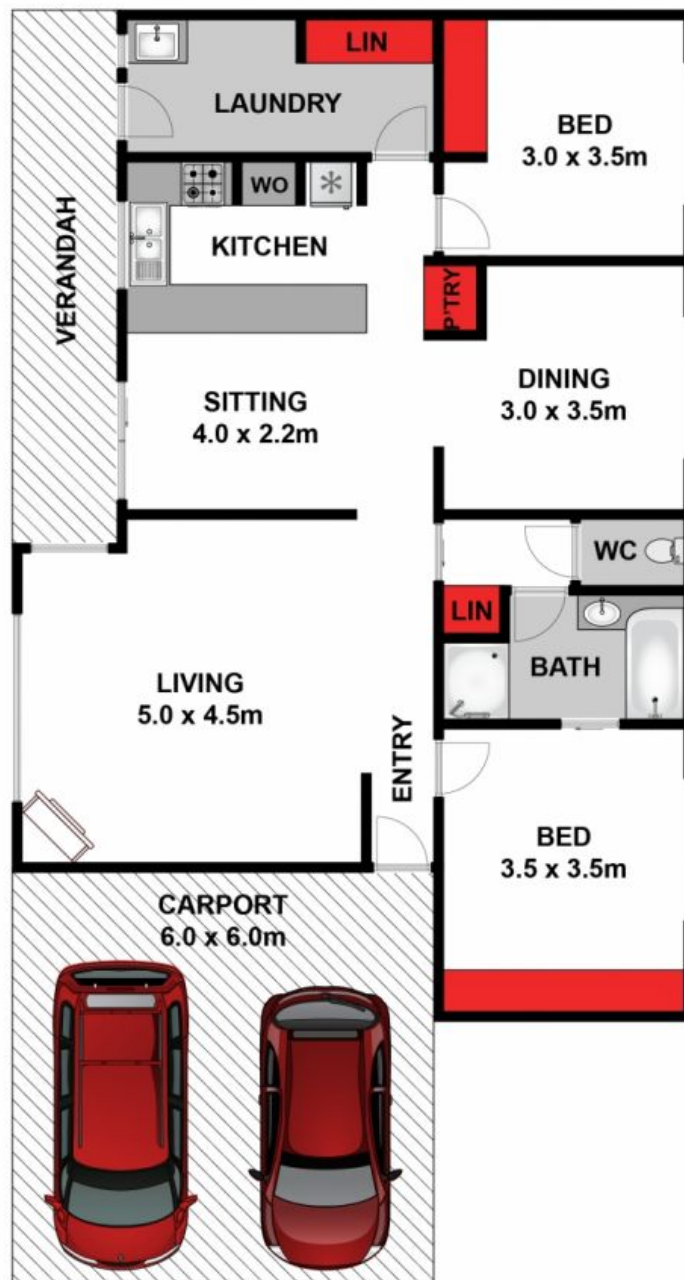 LIN
LAUNDRY
BED
3.0 x 3.5m
WO
KITCHEN
VERANDAH
P'TRY
SITTING
4.0 x 2.2m
DINING
3.0 x 3.5m
WC
LIN
BATH
LIVING
5.0 x 4.5m
ENTRY
BED
3.5 x 3.5m
CARPORT
6.0 x 6.0m